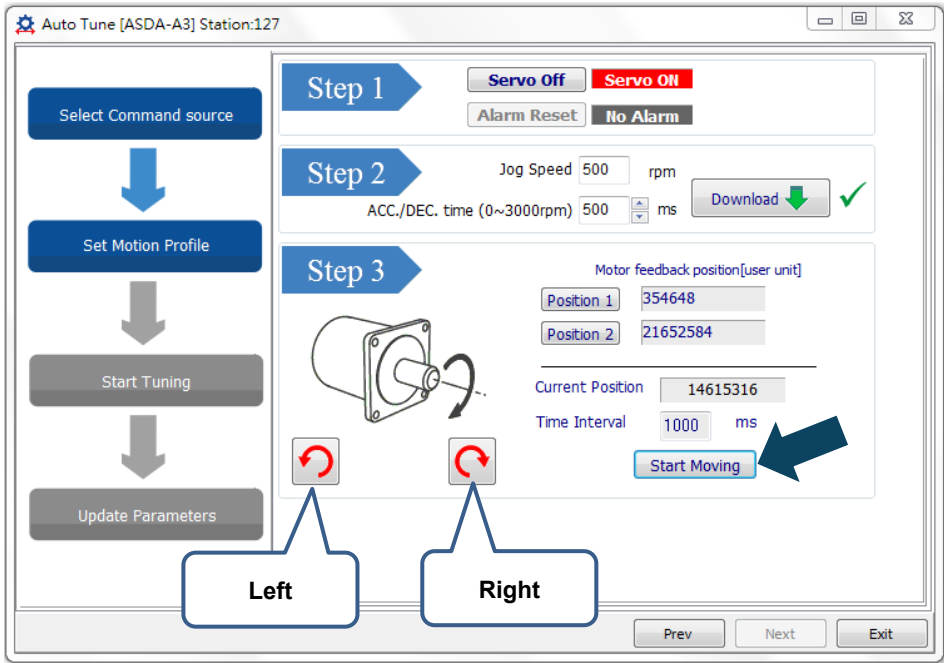 Auto Tune [ASDA-A3] Station:127
Select Command source
Set Motion Profile
Start Tuning
Update Parameters
Step 1
Servo Off Servo ON
Alarm Reset No Alarm
Step 2
Jog Speed 500 rpm
ACC./DEC. time (0~3000rpm) 500 ms
Download
Step 3
Motor feedback position[user unit]
Position 1 354648
Position 2 21652584
Current Position 14615316
Time Interval 1000 ms
Start Moving
Left
Right
Prev Next Exit